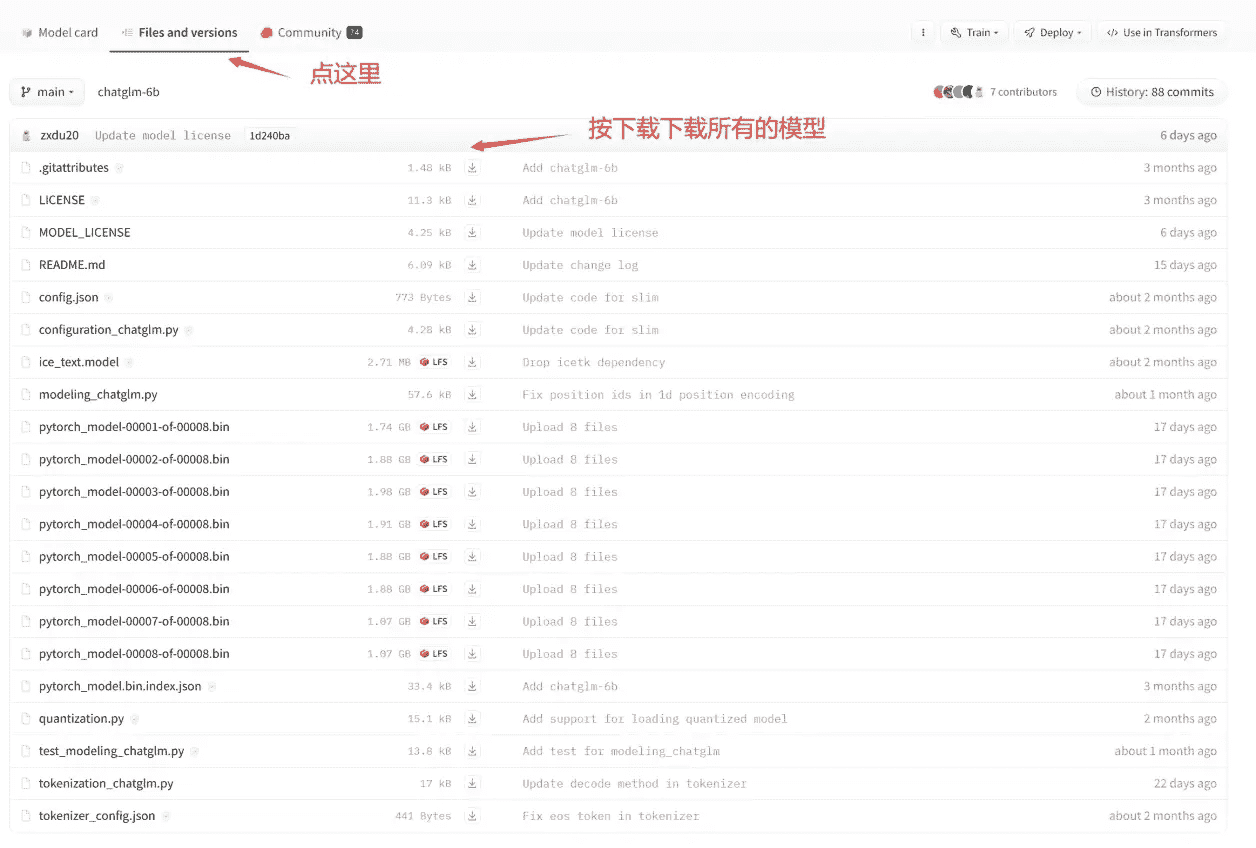 Model card Files and versions Community 74 Train Deploy </> Use in Transformers
点这里
main chatglm-6b 7 contributors History: 88 commits
按下载下载所有的模型
zxdu20 Update model license 1d240ba 6 days ago
.gitattributes 1.48 kB Add chatglm-6b 3 months ago
LICENSE 11.3 kB Add chatglm-6b 3 months ago
MODEL_LICENSE 4.25 kB Update model license 6 days ago
README.md 6.09 kB Update change log 15 days ago
config.json 773 Bytes Update code for slim about 2 months ago
configuration_chatglm.py 4.28 kB Update code for slim about 2 months ago
ice_text.model 2.71 MB LFS Drop icetk dependency about 2 months ago
modeling_chatglm.py 57.6 kB Fix position ids in 1d position encoding about 1 month ago
pytorch_model-00001-of-00008.bin 1.74 GB LFS Upload 8 files 17 days ago
pytorch_model-00002-of-00008.bin 1.88 GB LFS Upload 8 files 17 days ago
pytorch_model-00003-of-00008.bin 1.98 GB LFS Upload 8 files 17 days ago
pytorch_model-00004-of-00008.bin 1.91 GB LFS Upload 8 files 17 days ago
pytorch_model-00005-of-00008.bin 1.88 GB LFS Upload 8 files 17 days ago
pytorch_model-00006-of-00008.bin 1.88 GB LFS Upload 8 files 17 days ago
pytorch_model-00007-of-00008.bin 1.07 GB LFS Upload 8 files 17 days ago
pytorch_model-00008-of-00008.bin 1.07 GB LFS Upload 8 files 17 days ago
pytorch_model.bin.index.json 33.4 kB Add chatglm-6b 3 months ago
quantization.py 15.1 kB Add support for loading quantized model 2 months ago
test_modeling_chatglm.py 13.8 kB Add test for modeling_chatglm about 1 month ago
tokenization_chatglm.py 17 kB Update decode method in tokenizer 22 days ago
tokenizer_config.json 441 Bytes Fix eos token in tokenizer about 2 months ago